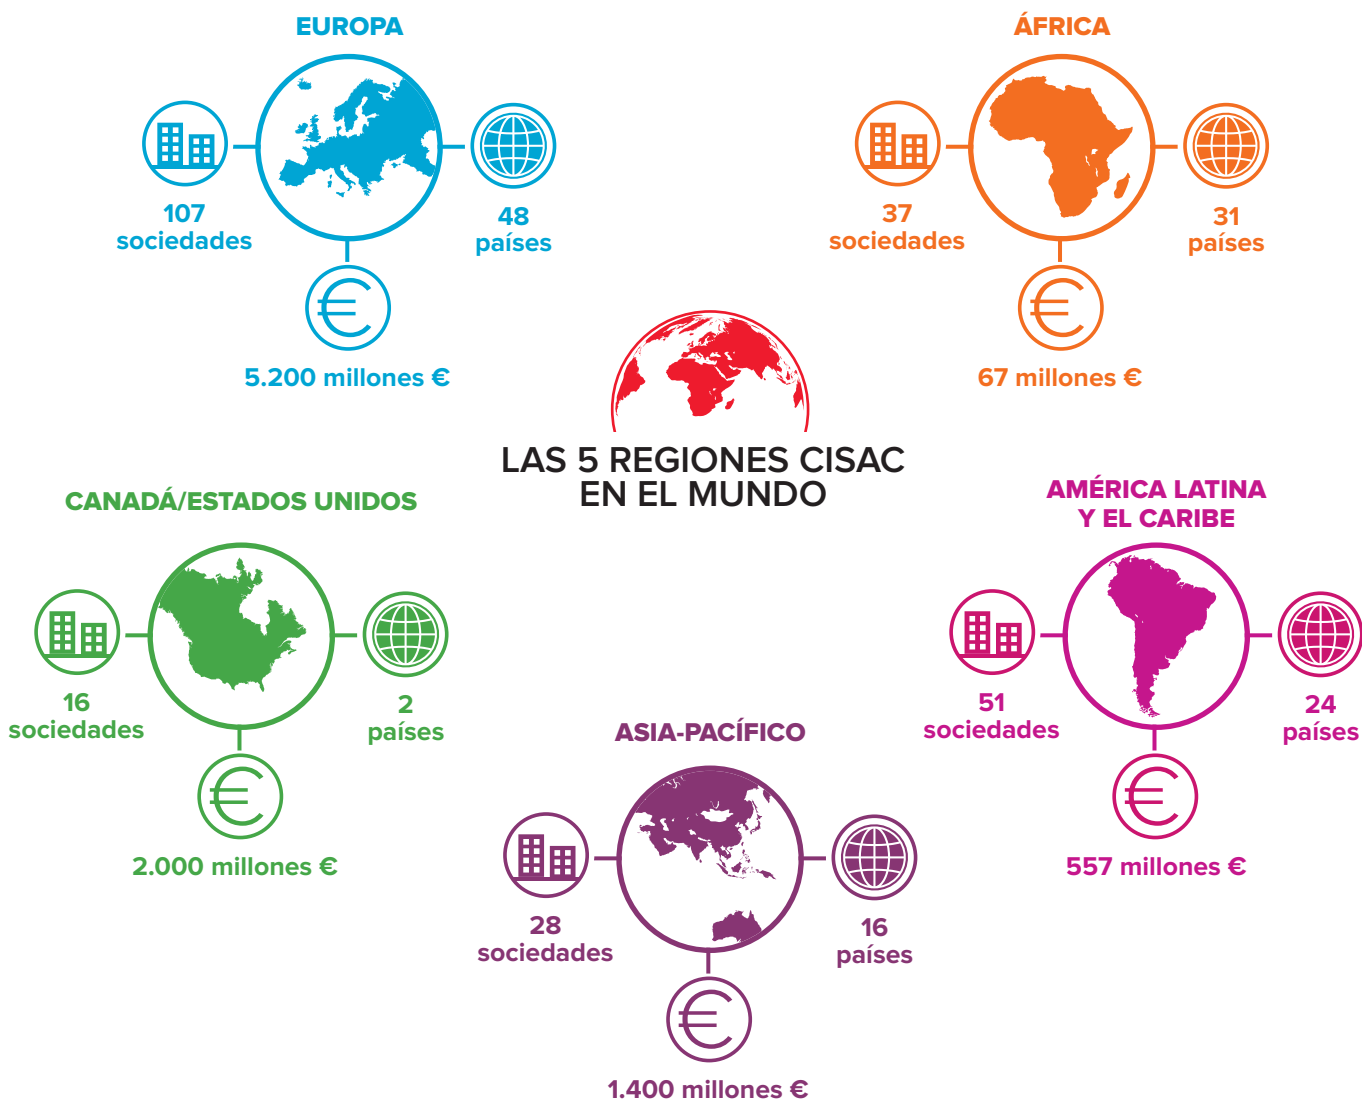 EUROPA
107
sociedades
48
países
5.200 millones €
ÁFRICA
37
sociedades
31
países
67 millones €
LAS 5 REGIONES CISAC
EN EL MUNDO
CANADÁ/ESTADOS UNIDOS
16
sociedades
2
países
2.000 millones €
AMÉRICA LATINA
Y EL CARIBE
51
sociedades
24
países
557 millones €
ASIA-PACÍFICO
28
sociedades
16
países
1.400 millones €